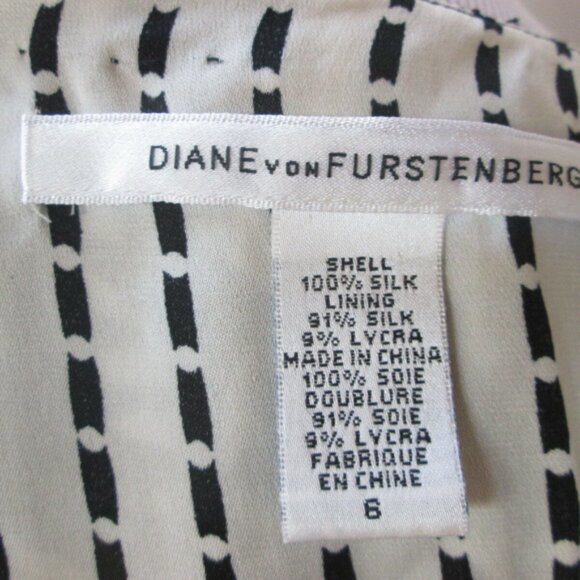 DIANE VON FURSTENBERG
SHELL
100% SILK
LINING
91% SILK
9% LYCRA
MADE IN CHINA
100% SOIE
DOUBLURE
91% SOIE
9% LYCRA
FABRIQUE
EN CHINE
6